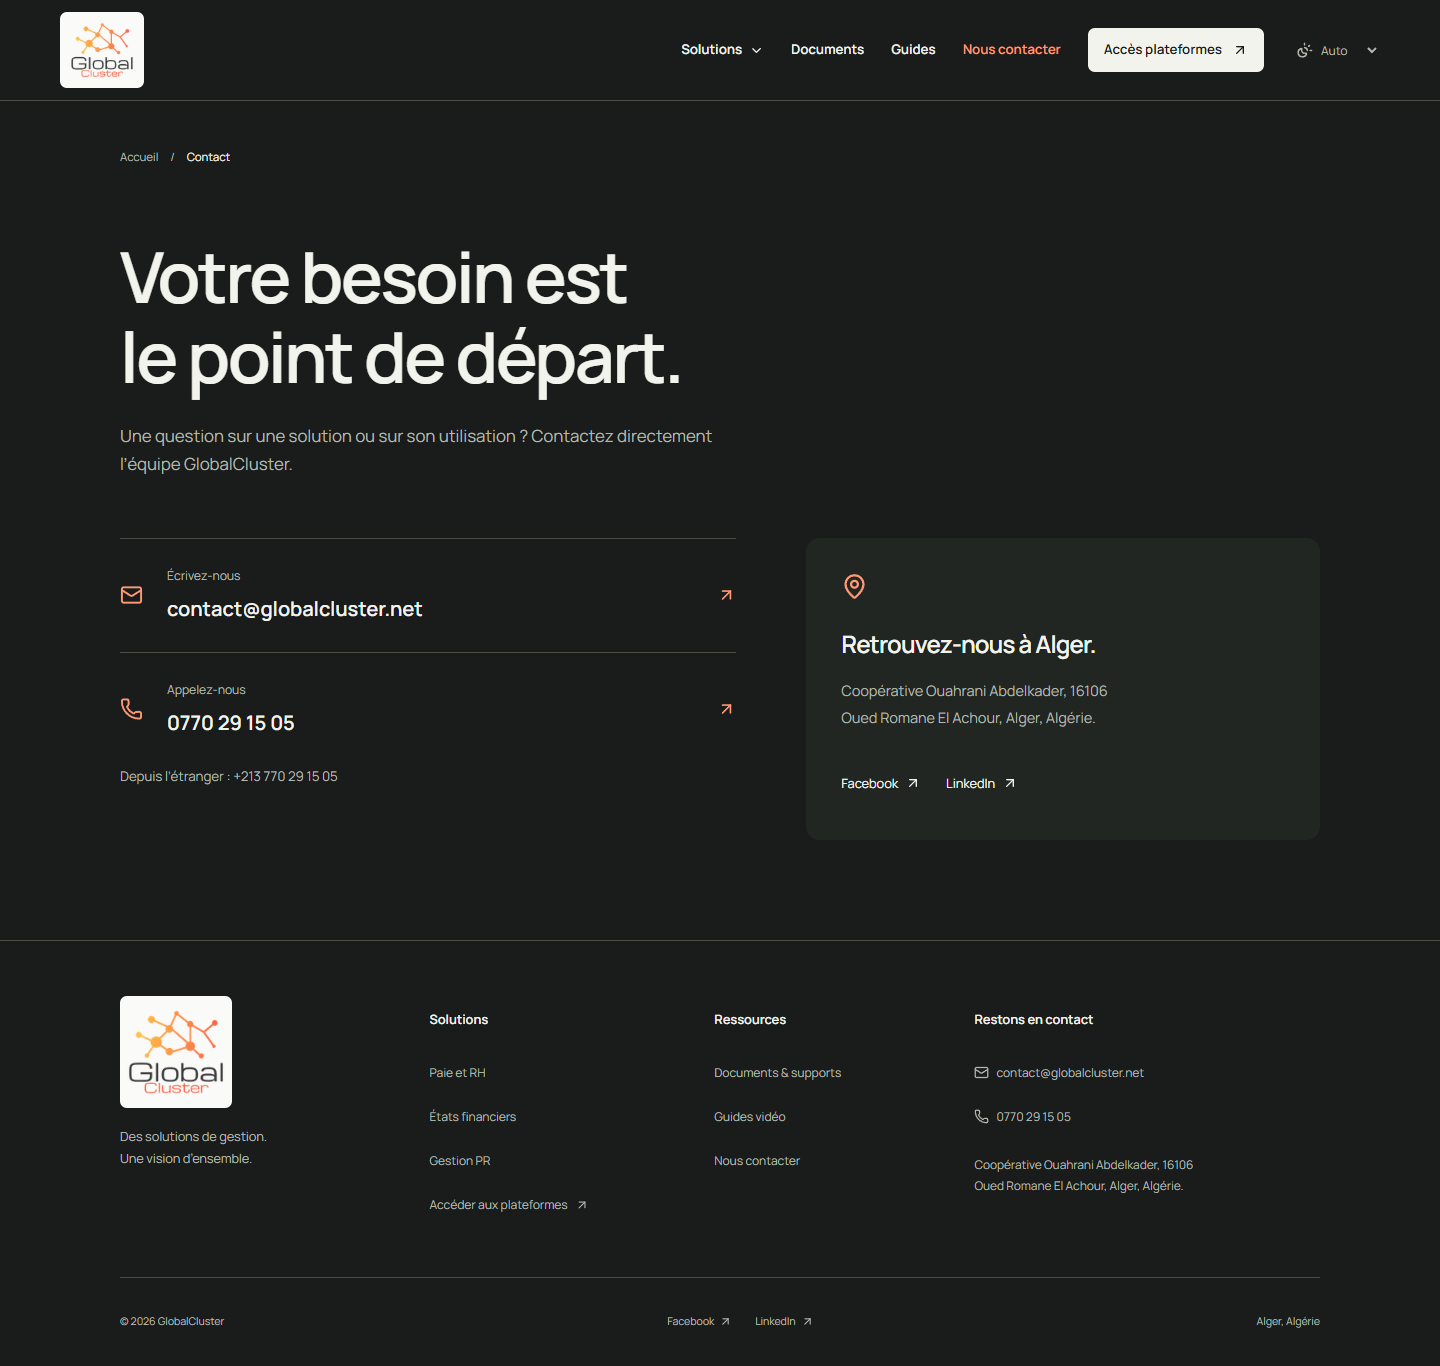 Global
Cluster
Solutions
Documents
Guides
Nous contacter
Accès plateformes
Auto
Accueil / Contact
Votre besoin est
le point de départ.
Une question sur une solution ou sur son utilisation ? Contactez directement
l'équipe GlobalCluster.
Écrivez-nous
contact@globalcluster.net
Appelez-nous
0770 29 15 05
Depuis l'étranger : +213 770 29 15 05
Retrouvez-nous à Alger.
Coopérative Ouahrani Abdelkader, 16106
Oued Romane El Achour, Alger, Algérie.
Facebook
LinkedIn
Global
Cluster
Des solutions de gestion.
Une vision d'ensemble.
Solutions
Paie et RH
États financiers
Gestion PR
Accéder aux plateformes
Ressources
Documents & supports
Guides vidéo
Nous contacter
Restons en contact
contact@globalcluster.net
0770 29 15 05
Coopérative Ouahrani Abdelkader, 16106
Oued Romane El Achour, Alger, Algérie.
© 2026 GlobalCluster
Facebook
LinkedIn
Alger, Algérie